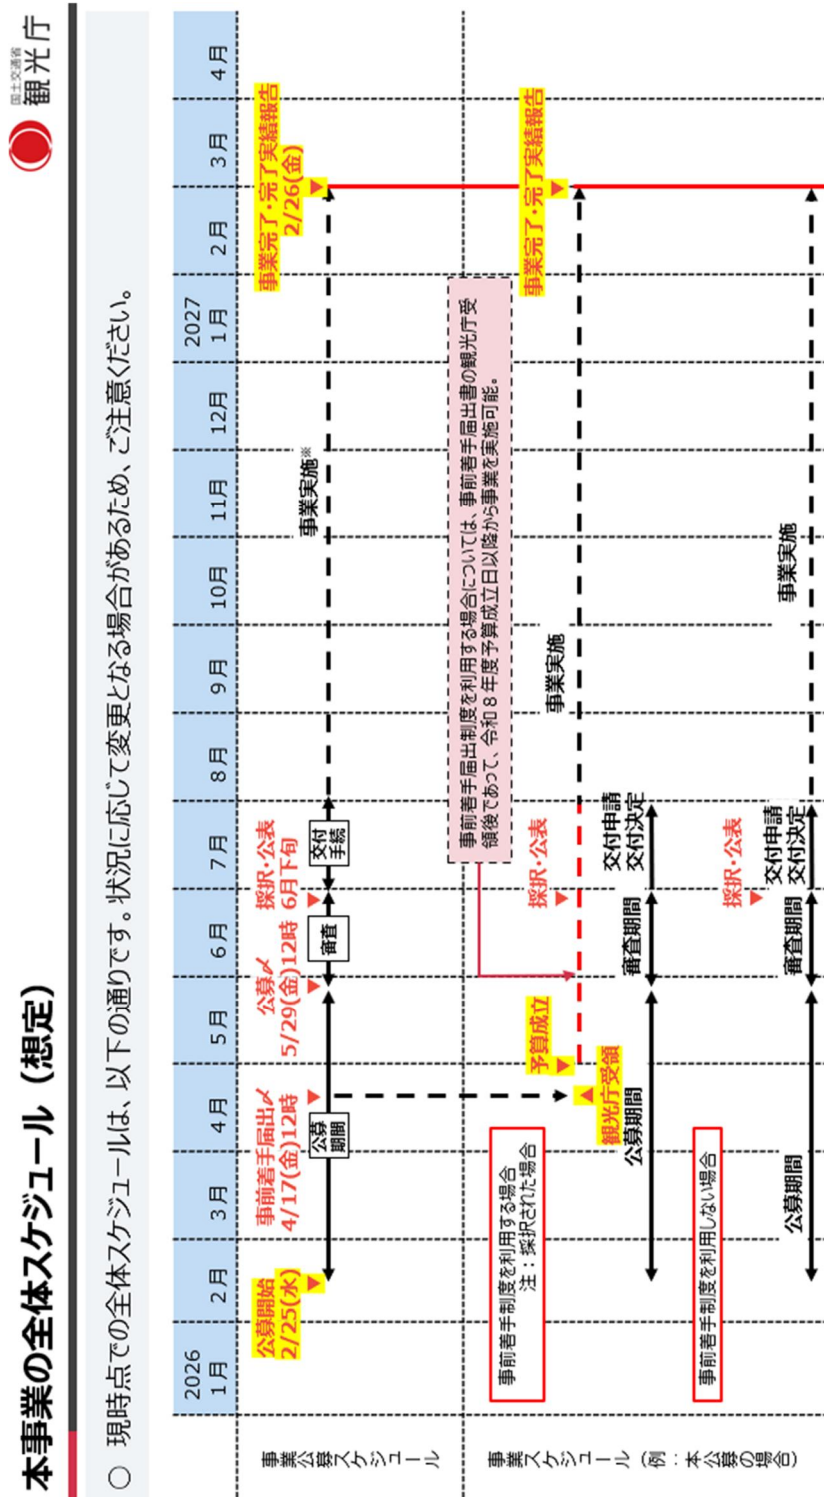 本事業の全体スケジュール（想定）
国土交通省
観光庁
○ 現時点での全体スケジュールは、以下の通りです。状況に応じて変更となる場合があるため、ご注意ください。
2026
1月
2月
3月
4月
5月
6月
7月
8月
9月
10月
11月
12月
2027
1月
2月
3月
4月
事業公募スケジュール
公募開始
2/25(水)
事前着手届出〆
4/17(金)12時
公募〆
5/29(金)12時
採択・公表
6月下旬
事業完了・完了実績報告
2/26(金)
公募
期間
審査
交付
手続
事業実施※
事業スケジュール（例：本公募の場合）
事前着手制度を利用する場合
注：採択された場合
事前着手届出制度を利用する場合については、事前着手届出書の観光庁受
領後であって、令和８年度予算成立日以降から事業を実施可能。
予算成立
観光庁受領
採択・公表
事業実施
事業完了・完了実績報告
公募期間
審査期間
交付申請
交付決定
事前着手制度を利用しない場合
採択・公表
公募期間
審査期間
交付申請
交付決定
事業実施